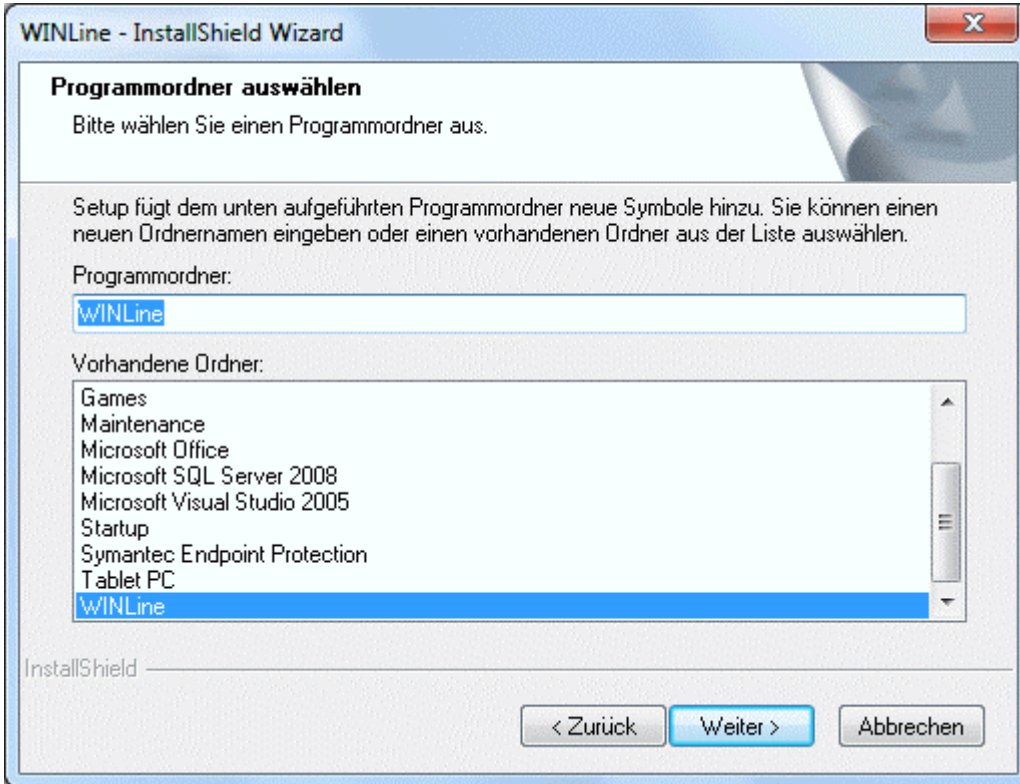 WINLine - InstallShield Wizard
Programmordner auswählen
Bitte wählen Sie einen Programmordner aus.
Setup fügt dem unten aufgeführten Programmordner neue Symbole hinzu. Sie können einen
neuen Ordnernamen eingeben oder einen vorhandenen Ordner aus der Liste auswählen.
Programmordner:
WINLine
Vorhandene Ordner:
Games
Maintenance
Microsoft Office
Microsoft SQL Server 2008
Microsoft Visual Studio 2005
Startup
Symantec Endpoint Protection
Tablet PC
WINLine
InstallShield
< Zurück Weiter > Abbrechen